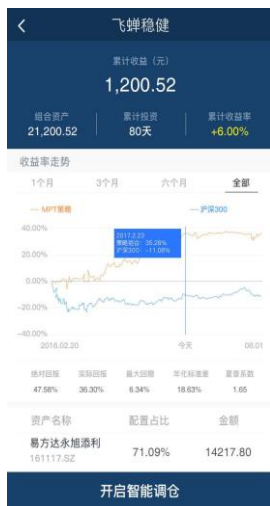 飞蝉稳健
累计收益（元）
1,200.52
组合资产 累计投资 累计收益率
21,200.52 80天 +6.00%
收益率走势
1个月 3个月 六个月 全部
MPT策略 沪深300
40.00%
2017.2.23
策略组合: 35.26%
沪深300: -11.08%
20.00%
0.00%
-20.00%
-40.00%
2016.02.20 今天 08.01
绝对回报 实际回报 最大回撤 年化标准差 夏普系数
47.58% 36.30% 6.34% 18.63% 1.65
资产名称 配置占比 金额
易方达永旭添利
161117.SZ
71.09% 14217.80
开启智能调仓